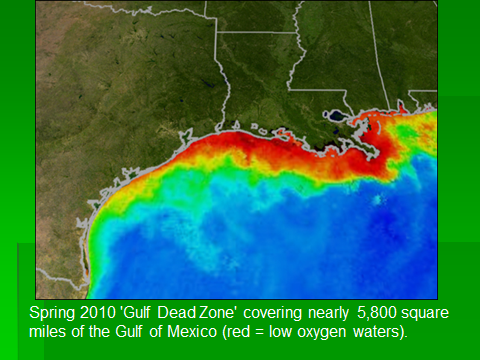 Spring 2010 'Gulf Dead Zone' covering nearly 5,800 square
miles of the Gulf of Mexico (red = low oxygen waters).